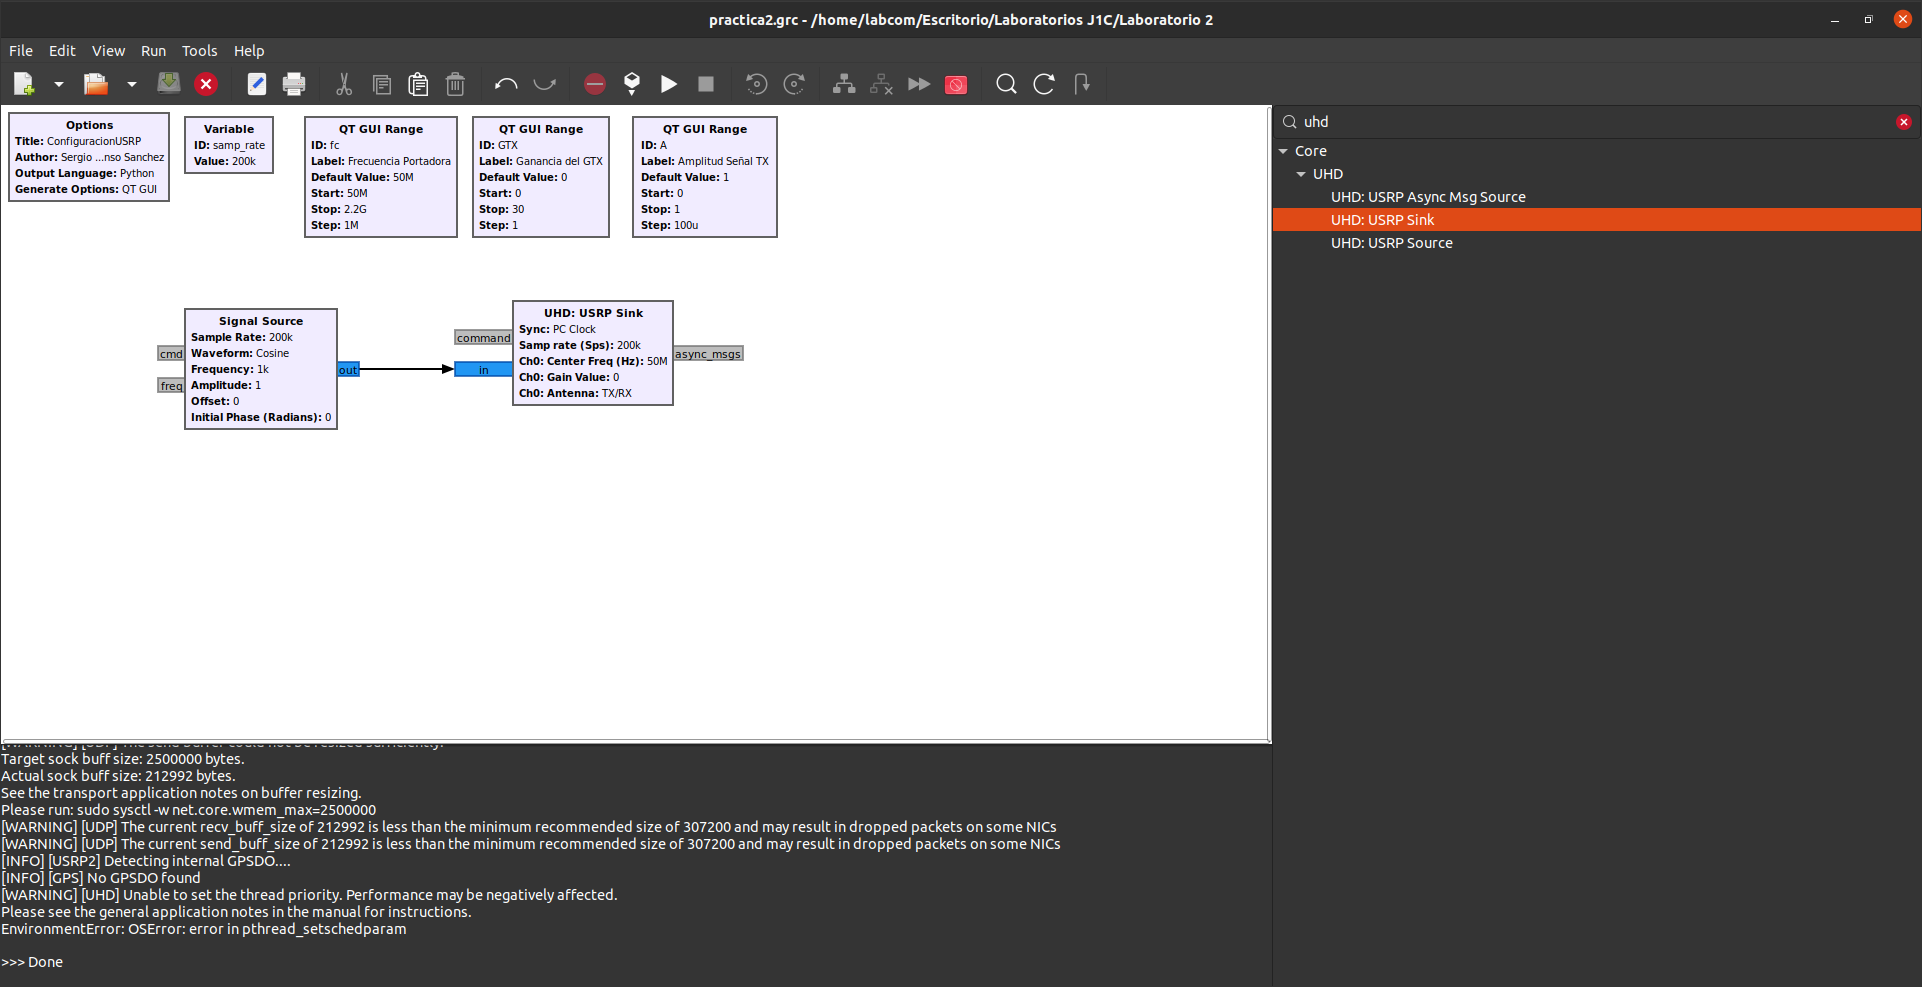 practica2.grc - /home/labcom/Escritorio/Laboratorios J1C/Laboratorio 2
File Edit View Run Tools Help
Options
Title: ConfiguracionUSRP
Author: Sergio ...nso Sanchez
Output Language: Python
Generate Options: QT GUI
Variable
ID: samp_rate
Value: 200k
QT GUI Range
ID: fc
Label: Frecuencia Portadora
Default Value: 50M
Start: 50M
Stop: 2.2G
Step: 1M
QT GUI Range
ID: GTX
Label: Ganancia del GTX
Default Value: 0
Start: 0
Stop: 30
Step: 1
QT GUI Range
ID: A
Label: Amplitud Señal TX
Default Value: 1
Start: 0
Stop: 1
Step: 100u
cmd
freq
Signal Source
Sample Rate: 200k
Waveform: Cosine
Frequency: 1k
Amplitude: 1
Offset: 0
Initial Phase (Radians): 0
out
command
in
UHD: USRP Sink
Sync: PC Clock
Samp rate (Sps): 200k
Ch0: Center Freq (Hz): 50M
Ch0: Gain Value: 0
Ch0: Antenna: TX/RX
async_msgs
uhd
Core
UHD
UHD: USRP Async Msg Source
UHD: USRP Sink
UHD: USRP Source
[WARNING] [UDP] The send buffer could not be resized sufficiently.
Target sock buff size: 2500000 bytes.
Actual sock buff size: 212992 bytes.
See the transport application notes on buffer resizing.
Please run: sudo sysctl -w net.core.wmem_max=2500000
[WARNING] [UDP] The current recv_buff_size of 212992 is less than the minimum recommended size of 307200 and may result in dropped packets on some NICs
[WARNING] [UDP] The current send_buff_size of 212992 is less than the minimum recommended size of 307200 and may result in dropped packets on some NICs
[INFO] [USRP2] Detecting internal GPSDO....
[INFO] [GPS] No GPSDO found
[WARNING] [UHD] Unable to set the thread priority. Performance may be negatively affected.
Please see the general application notes in the manual for instructions.
EnvironmentError: OSError: error in pthread_setschedparam
>>> Done